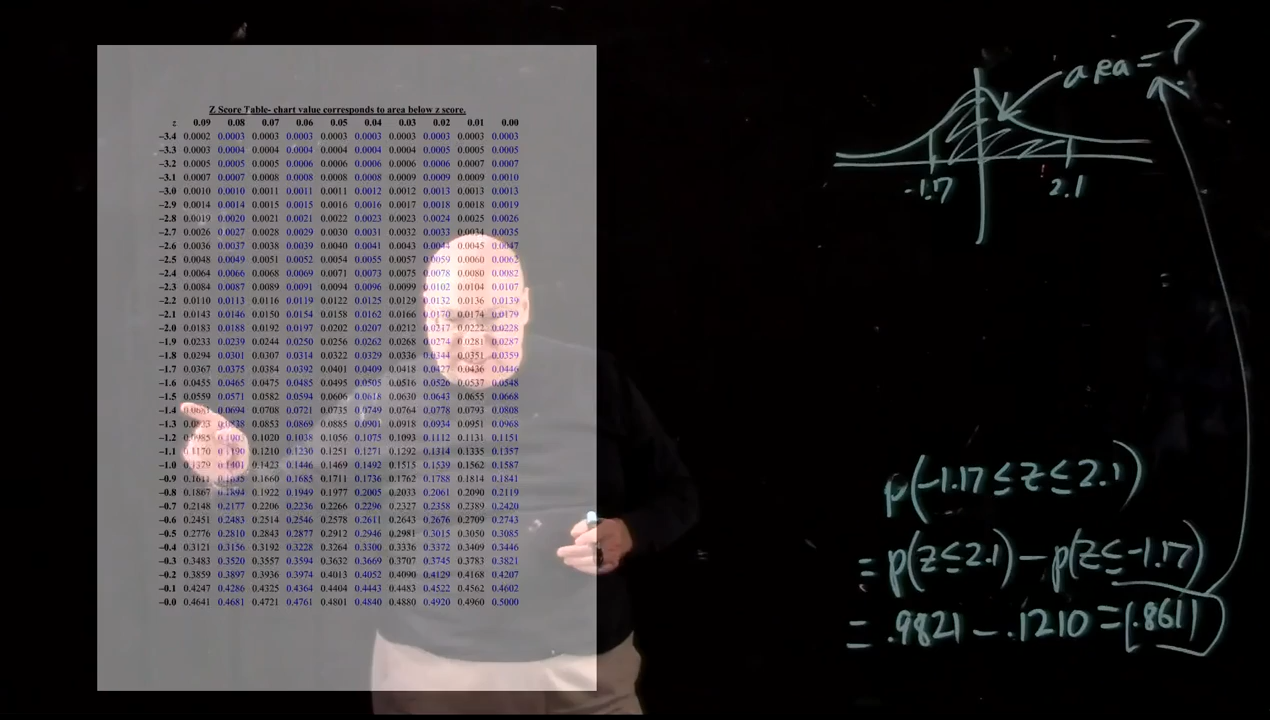 Z Score Table- chart value corresponds to area below z score.
z 0.09 0.08 0.07 0.06 0.05 0.04 0.03 0.02 0.01 0.00
−3.4 0.0002 0.0003 0.0003 0.0003 0.0003 0.0003 0.0003 0.0003 0.0003 0.0003
−3.3 0.0003 0.0004 0.0004 0.0004 0.0004 0.0004 0.0004 0.0005 0.0005 0.0005
−3.2 0.0005 0.0005 0.0005 0.0006 0.0006 0.0006 0.0006 0.0006 0.0007 0.0007
−3.1 0.0007 0.0007 0.0008 0.0008 0.0008 0.0008 0.0009 0.0009 0.0009 0.0010
−3.0 0.0010 0.0010 0.0011 0.0011 0.0011 0.0012 0.0012 0.0013 0.0013 0.0013
−2.9 0.0014 0.0014 0.0015 0.0015 0.0016 0.0016 0.0017 0.0018 0.0018 0.0019
−2.8 0.0019 0.0020 0.0021 0.0021 0.0022 0.0023 0.0023 0.0024 0.0025 0.0026
−2.7 0.0026 0.0027 0.0028 0.0029 0.0030 0.0031 0.0032 0.0033 0.0034 0.0035
−2.6 0.0036 0.0037 0.0038 0.0039 0.0040 0.0041 0.0043 0.0044 0.0045 0.0047
−2.5 0.0048 0.0049 0.0051 0.0052 0.0054 0.0055 0.0057 0.0059 0.0060 0.0062
−2.4 0.0064 0.0066 0.0068 0.0069 0.0071 0.0073 0.0075 0.0078 0.0080 0.0082
−2.3 0.0084 0.0087 0.0089 0.0091 0.0094 0.0096 0.0099 0.0102 0.0104 0.0107
−2.2 0.0110 0.0113 0.0116 0.0119 0.0122 0.0125 0.0129 0.0132 0.0136 0.0139
−2.1 0.0143 0.0146 0.0150 0.0154 0.0158 0.0162 0.0166 0.0170 0.0174 0.0179
−2.0 0.0183 0.0188 0.0192 0.0197 0.0202 0.0207 0.0212 0.0217 0.0222 0.0228
−1.9 0.0233 0.0239 0.0244 0.0250 0.0256 0.0262 0.0268 0.0274 0.0281 0.0287
−1.8 0.0294 0.0301 0.0307 0.0314 0.0322 0.0329 0.0336 0.0344 0.0351 0.0359
−1.7 0.0367 0.0375 0.0384 0.0392 0.0401 0.0409 0.0418 0.0427 0.0436 0.0446
−1.6 0.0455 0.0465 0.0475 0.0485 0.0495 0.0505 0.0516 0.0526 0.0537 0.0548
−1.5 0.0559 0.0571 0.0582 0.0594 0.0606 0.0618 0.0630 0.0643 0.0655 0.0668
−1.4 0.0681 0.0694 0.0708 0.0721 0.0735 0.0749 0.0764 0.0778 0.0793 0.0808
−1.3 0.0823 0.0838 0.0853 0.0869 0.0885 0.0901 0.0918 0.0934 0.0951 0.0968
−1.2 0.0985 0.1003 0.1020 0.1038 0.1056 0.1075 0.1093 0.1112 0.1131 0.1151
−1.1 0.1170 0.1190 0.1210 0.1230 0.1251 0.1271 0.1292 0.1314 0.1335 0.1357
−1.0 0.1379 0.1401 0.1423 0.1446 0.1469 0.1492 0.1515 0.1539 0.1562 0.1587
−0.9 0.1611 0.1635 0.1660 0.1685 0.1711 0.1736 0.1762 0.1788 0.1814 0.1841
−0.8 0.1867 0.1894 0.1922 0.1949 0.1977 0.2005 0.2033 0.2061 0.2090 0.2119
−0.7 0.2148 0.2177 0.2206 0.2236 0.2266 0.2296 0.2327 0.2358 0.2389 0.2420
−0.6 0.2451 0.2483 0.2514 0.2546 0.2578 0.2611 0.2643 0.2676 0.2709 0.2743
−0.5 0.2776 0.2810 0.2843 0.2877 0.2912 0.2946 0.2981 0.3015 0.3050 0.3085
−0.4 0.3121 0.3156 0.3192 0.3228 0.3264 0.3300 0.3336 0.3372 0.3409 0.3446
−0.3 0.3483 0.3520 0.3557 0.3594 0.3632 0.3669 0.3707 0.3745 0.3783 0.3821
−0.2 0.3859 0.3897 0.3936 0.3974 0.4013 0.4052 0.4090 0.4129 0.4168 0.4207
−0.1 0.4247 0.4286 0.4325 0.4364 0.4404 0.4443 0.4483 0.4522 0.4562 0.4602
−0.0 0.4641 0.4681 0.4721 0.4761 0.4801 0.4840 0.4880 0.4920 0.4960 0.5000
area = ?
-1.17 2.1
p(-1.17 ≤ z ≤ 2.1)
= p(z ≤ 2.1) − p(z ≤ -1.17)
= .9821 − .1210 = .8611